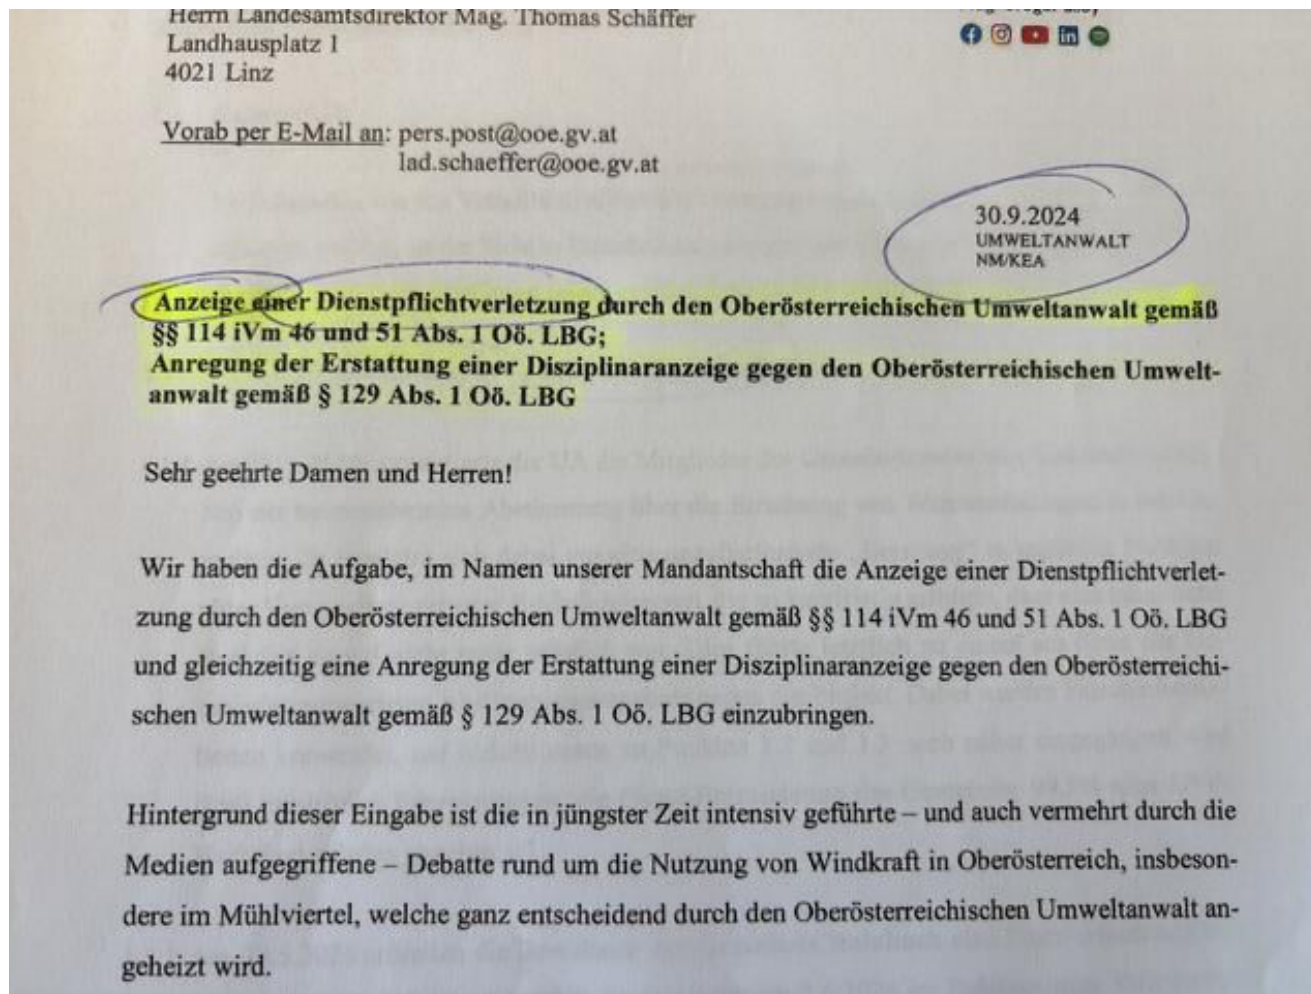 Herrn Landesamtsdirektor Mag. Thomas Schäffer
Landhausplatz 1
4021 Linz
Vorab per E-Mail an: pers.post@ooe.gv.at
lad.schaeffer@ooe.gv.at
30.9.2024
UMWELTANWALT
NM/KEA
Anzeige einer Dienstpflichtverletzung durch den Oberösterreichischen Umweltanwalt gemäß
§§ 114 iVm 46 und 51 Abs. 1 Oö. LBG;
Anregung der Erstattung einer Disziplinaranzeige gegen den Oberösterreichischen Umwelt-
anwalt gemäß § 129 Abs. 1 Oö. LBG
Sehr geehrte Damen und Herren!
Wir haben die Aufgabe, im Namen unserer Mandantschaft die Anzeige einer Dienstpflichtverlet-
zung durch den Oberösterreichischen Umweltanwalt gemäß §§ 114 iVm 46 und 51 Abs. 1 Oö. LBG
und gleichzeitig eine Anregung der Erstattung einer Disziplinaranzeige gegen den Oberösterreichi-
schen Umweltanwalt gemäß § 129 Abs. 1 Oö. LBG einzubringen.
Hintergrund dieser Eingabe ist die in jüngster Zeit intensiv geführte – und auch vermehrt durch die
Medien aufgegriffene – Debatte rund um die Nutzung von Windkraft in Oberösterreich, insbeson-
dere im Mühlviertel, welche ganz entscheidend durch den Oberösterreichischen Umweltanwalt an-
geheizt wird.